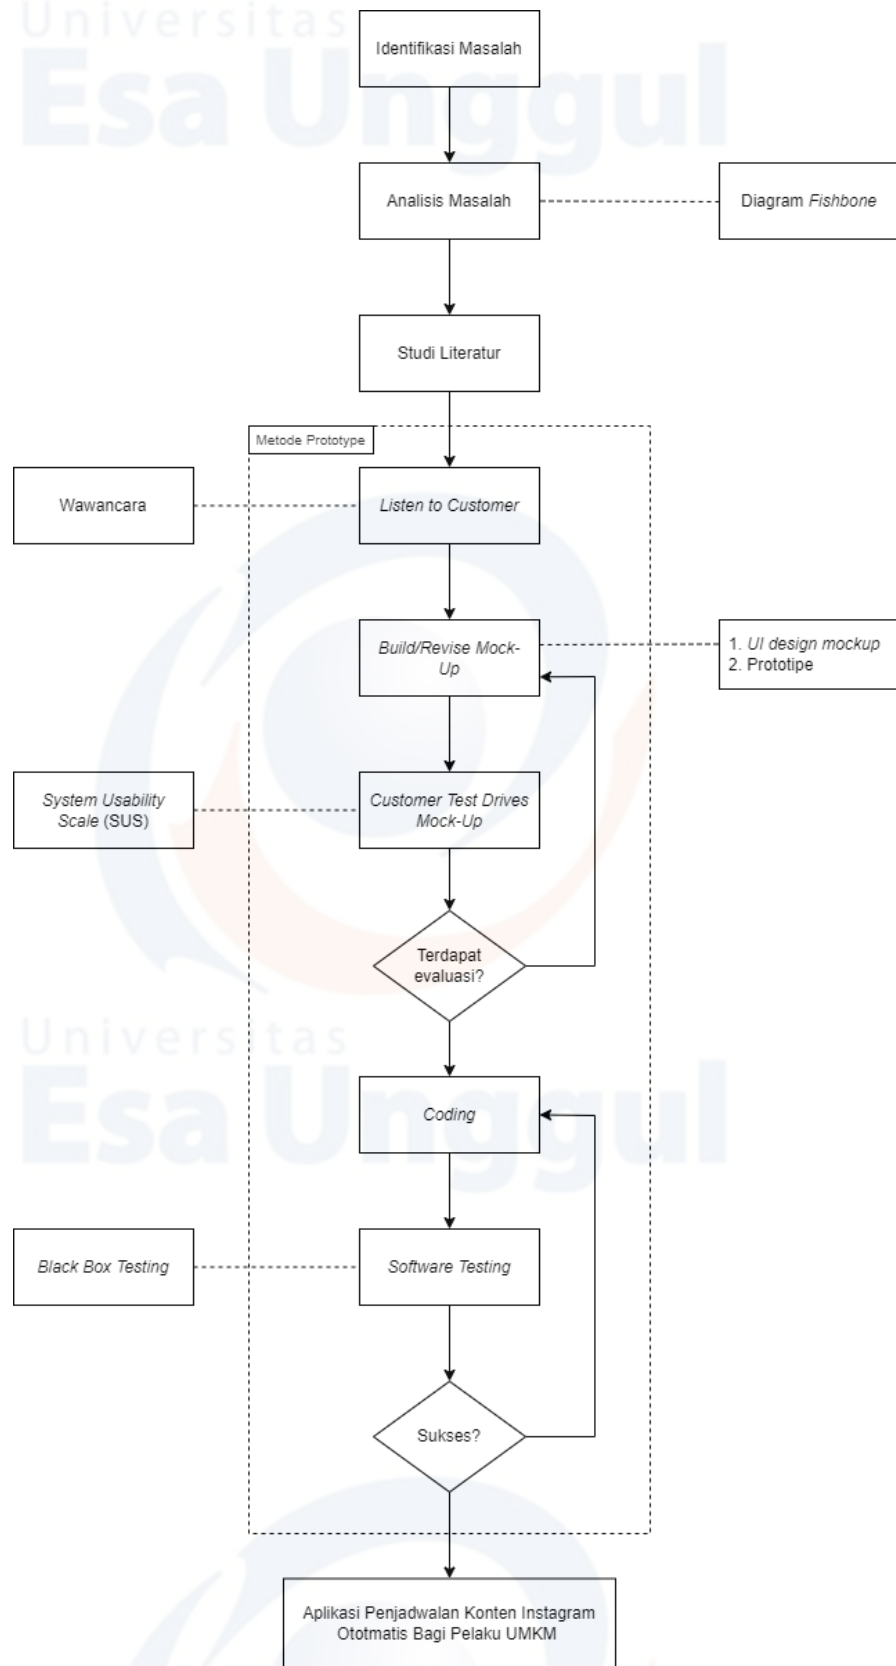 Universitas
Esa Unggul
Identifikasi Masalah
Analisis Masalah
Diagram Fishbone
Studi Literatur
Metode Prototype
Wawancara
Listen to Customer
Build/Revise Mock-
Up
1. UI design mockup
2. Prototipe
System Usability
Scale (SUS)
Customer Test Drives
Mock-Up
Terdapat
evaluasi?
Universitas
Esa Unggul
Coding
Black Box Testing
Software Testing
Sukses?
Aplikasi Penjadwalan Konten Instagram
Ototmatis Bagi Pelaku UMKM